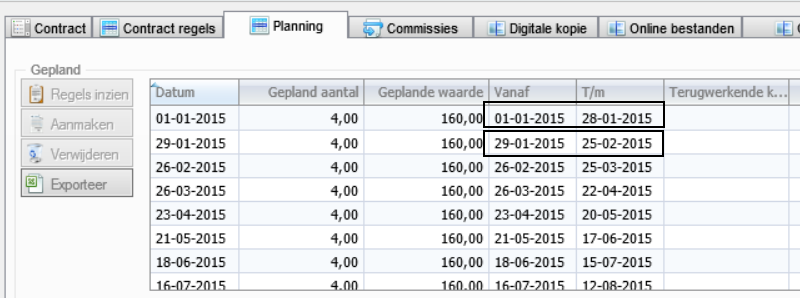 Contract Contract regels Planning Commissies Digitale kopie Online bestanden
Gepland
Regels inzien
Aanmaken
Verwijderen
Exporteer
Datum Gepland aantal Geplande waarde Vanaf T/m Terugwerkende k...
01-01-2015 4,00 160,00 01-01-2015 28-01-2015
29-01-2015 4,00 160,00 29-01-2015 25-02-2015
26-02-2015 4,00 160,00 26-02-2015 25-03-2015
26-03-2015 4,00 160,00 26-03-2015 22-04-2015
23-04-2015 4,00 160,00 23-04-2015 20-05-2015
21-05-2015 4,00 160,00 21-05-2015 17-06-2015
18-06-2015 4,00 160,00 18-06-2015 15-07-2015
16-07-2015 4,00 160,00 16-07-2015 12-08-2015